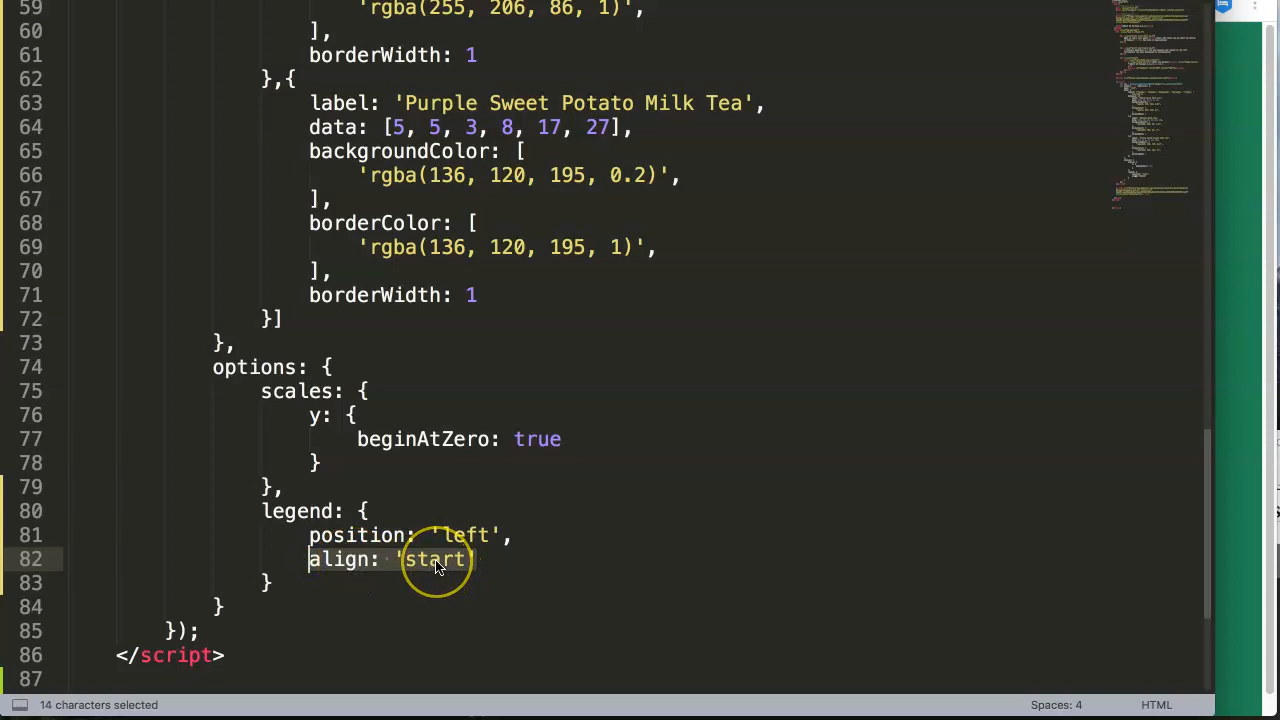 59 'rgba(255, 206, 86, 1)',
60 ],
61 borderWidth: 1
62 },{
63 label: 'Purple Sweet Potato Milk Tea',
64 data: [5, 5, 3, 8, 17, 27],
65 backgroundColor: [
66 'rgba(136, 120, 195, 0.2)',
67 ],
68 borderColor: [
69 'rgba(136, 120, 195, 1)',
70 ],
71 borderWidth: 1
72 }]
73 },
74 options: {
75 scales: {
76 y: {
77 beginAtZero: true
78 }
79 },
80 legend: {
81 position: 'left',
82 align: 'start'
83 }
84 }
85 });
86 </script>
87
14 characters selected Spaces: 4 HTML